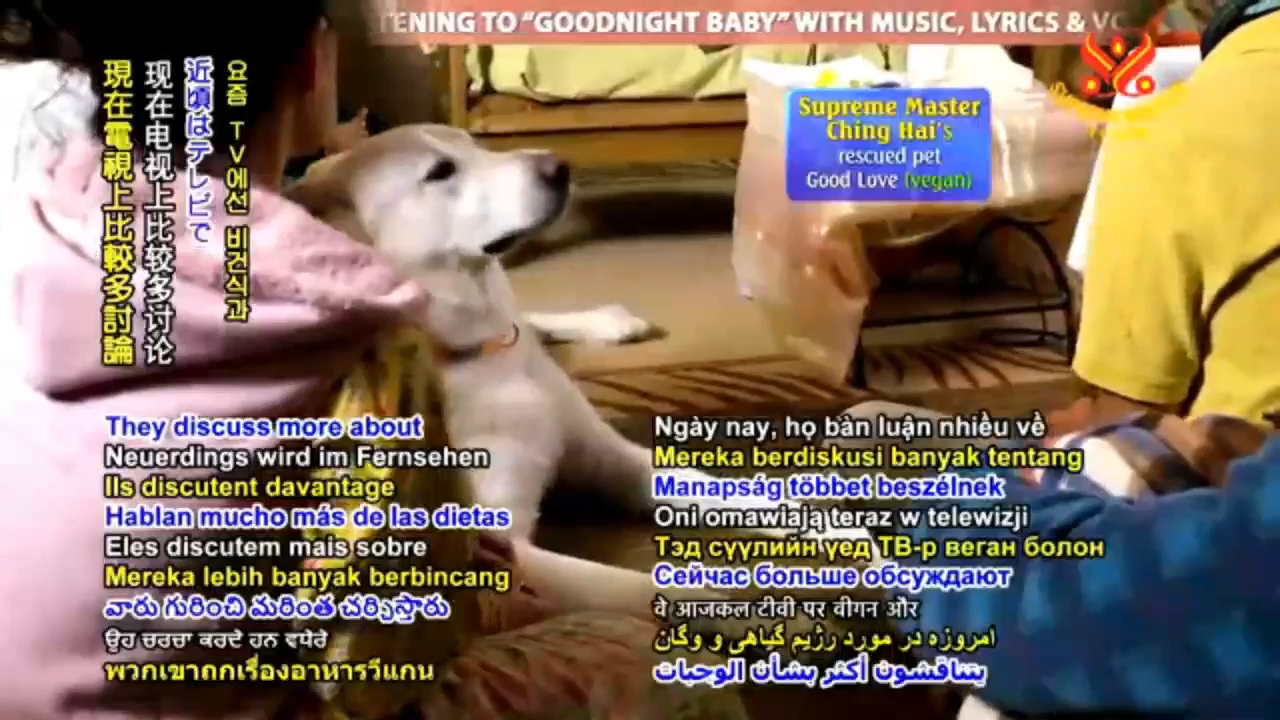 TENING TO "GOODNIGHT BABY" WITH MUSIC, LYRICS &
Supreme Master
Ching Hai's
rescued pet
Good Love (vegan)
現在電視上比較多討論
现在电视上比较多讨论
近頃はテレビで
요즘 TV에선 비건식과
They discuss more about
Neuerdings wird im Fernsehen
Ils discutent davantage
Hablan mucho más de las dietas
Eles discutem mais sobre
Mereka lebih banyak berbincang
వారు గురించి మరింత చర్చిస్తారు
ਉਹ ਚਰਚਾ ਕਰਦੇ ਹਨ ਵਧੇਰੇ
พวกเขาถกเรื่องอาหารวีแกน
Ngày nay, họ bàn luận nhiều về
Mereka berdiskusi banyak tentang
Manapság többet beszélnek
Oni omawiają teraz w telewizji
Тэд сүүлийн үед ТВ-р веган болон
Сейчас больше обсуждают
वे आजकल टीवी पर वीगन और
امروزه در مورد رژیم گیاهی و وگان
يتناقشون أكثر بشأن الوجبات